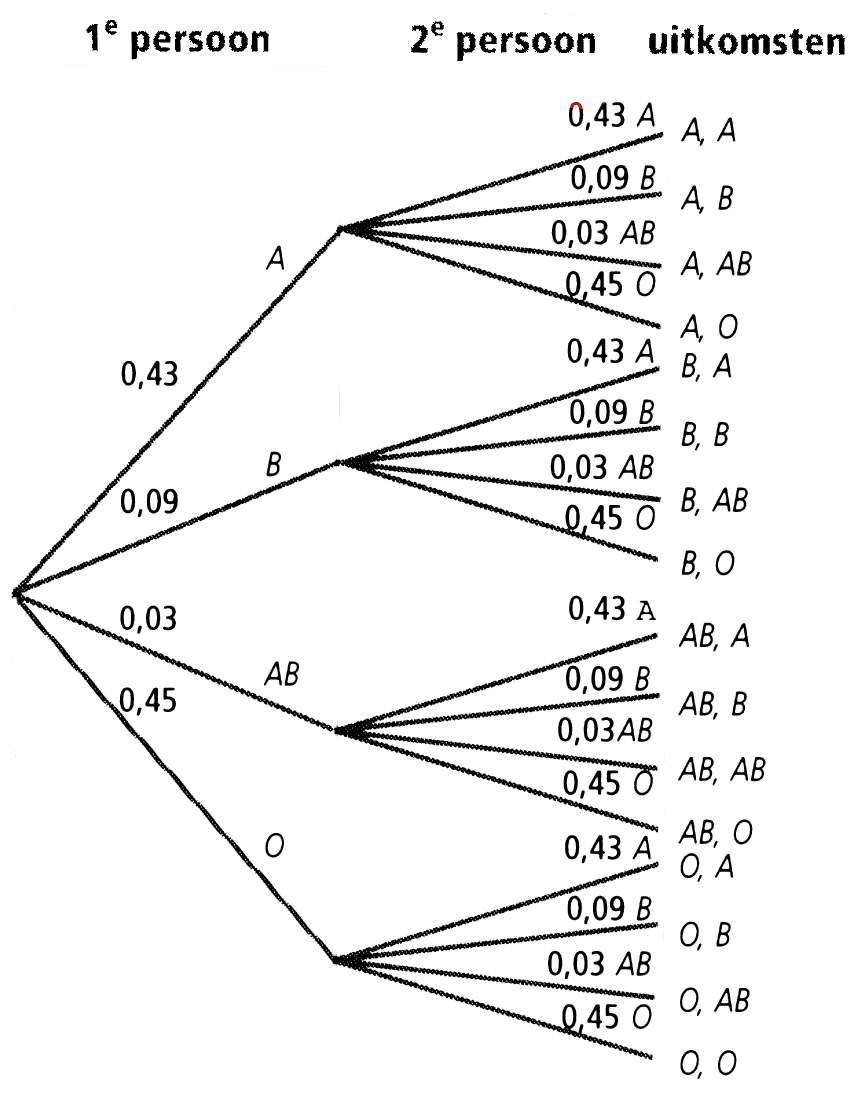 1e persoon 2e persoon uitkomsten
0,43 A A, A
0,09 B A, B
0,03 AB A, AB
A
0,45 O A, O
0,43 A B, A
0,43
0,09 B B, B
B 0,03 AB B, AB
0,09
0,45 O B, O
0,43 A AB, A
0,03
AB 0,09 B AB, B
0,45
0,03AB AB, AB
0,45 O AB, O
O 0,43 A O, A
0,09 B O, B
0,03 AB O, AB
0,45 O O, O